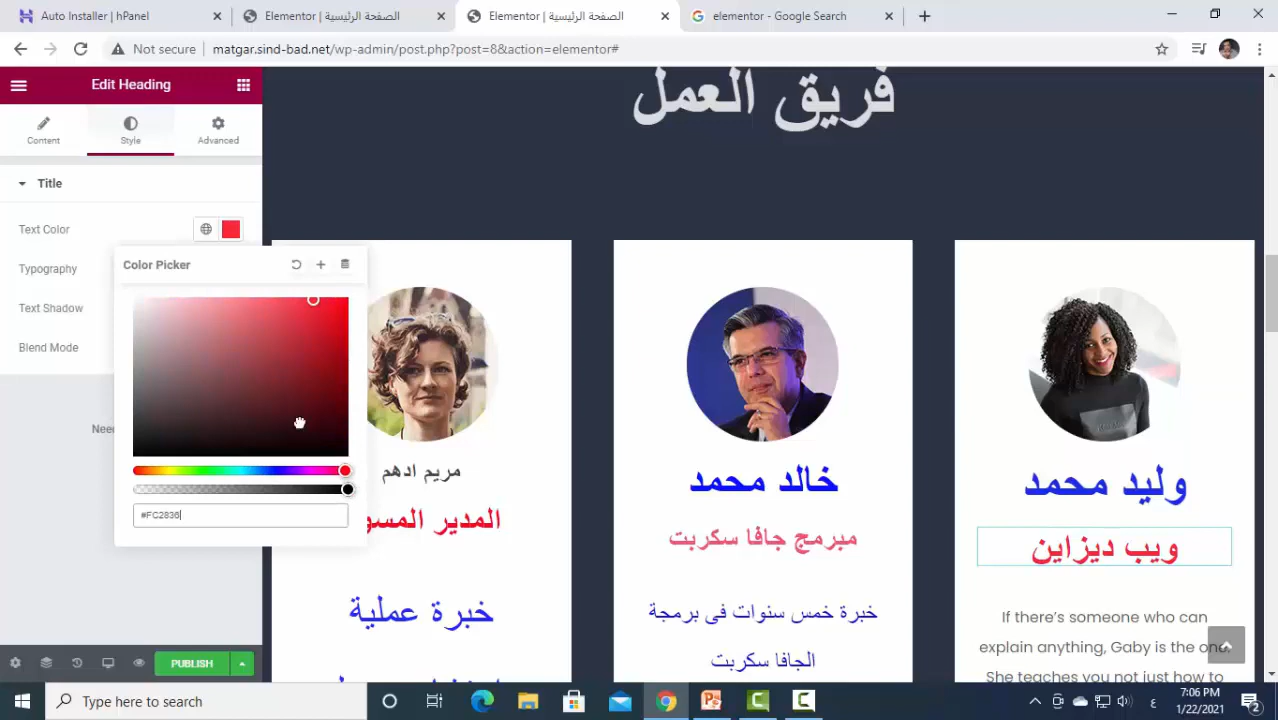 Auto Installer | hPanel
Elementor | الصفحة الرئيسية
Elementor | الصفحة الرئيسية
elementor - Google Search
Not secure
matgar.sind-bad.net/wp-admin/post.php?post=8&action=elementor#
Edit Heading
Content
Style
Advanced
Title
Text Color
Color Picker
Typography
Text Shadow
Blend Mode
#FC2836
PUBLISH
فريق العمل
مريم ادهم
خبرة عملية
المدير
خالد محمد
مبرمج جافا سكربت
خبرة خمس سنوات فى برمجة
الجافا سكربت
وليد محمد
ويب ديزاين
If there's someone who can
explain anything, Gaby is the one.
She teaches you not just how to
Type here to search
ع
7:06 PM
1/22/2021
2